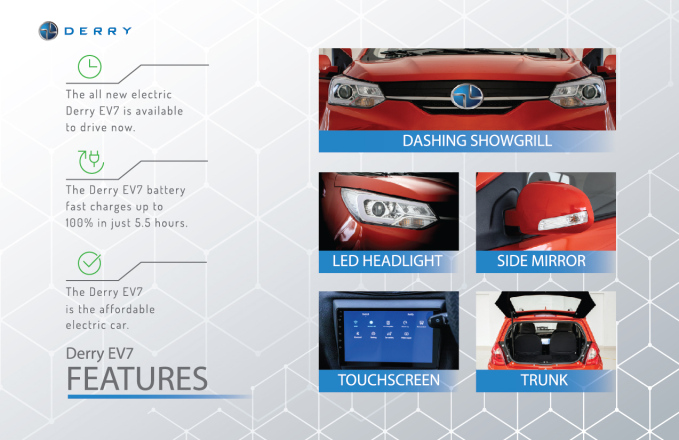 DERRY
The all new electric
Derry EV7 is available
to drive now.
The Derry EV7 battery
fast charges up to
100% in just 5.5 hours.
The Derry EV7
is the affordable
electric car.
Derry EV7
FEATURES
DASHING SHOWGRILL
LED HEADLIGHT
SIDE MIRROR
TOUCHSCREEN
TRUNK